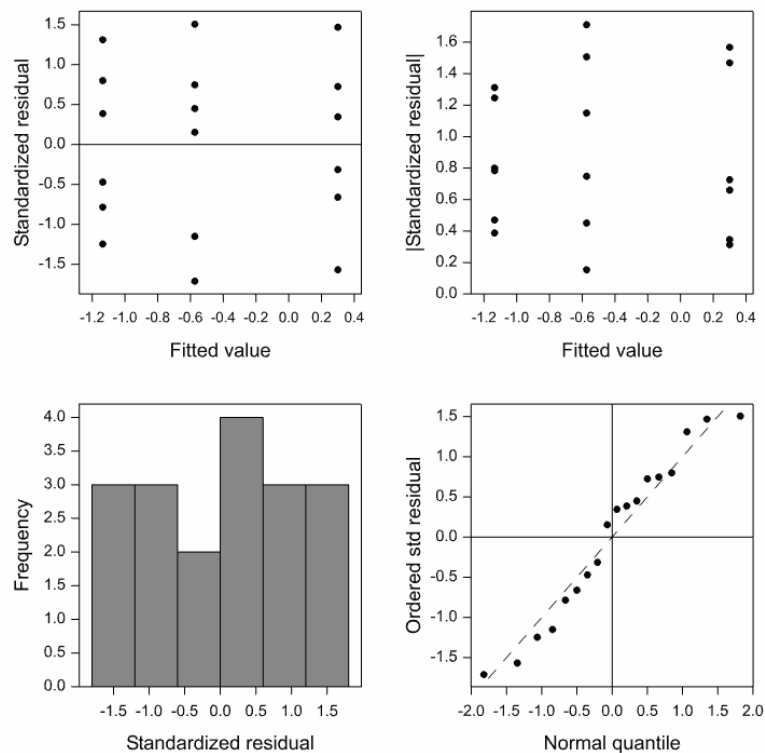 1.5
1.0
0.5
0.0
-0.5
-1.0
-1.5
Standardized residual
-1.2 -1.0 -0.8 -0.6 -0.4 -0.2 0.0 0.2 0.4
Fitted value
1.6
1.4
1.2
1.0
0.8
0.6
0.4
0.2
0.0
|Standardized residual|
-1.2 -1.0 -0.8 -0.6 -0.4 -0.2 0.0 0.2 0.4
Fitted value
4.0
3.5
3.0
2.5
2.0
1.5
1.0
0.5
0.0
Frequency
-1.5 -1.0 -0.5 0.0 0.5 1.0 1.5
Standardized residual
1.5
1.0
0.5
0.0
-0.5
-1.0
-1.5
Ordered std residual
-2.0 -1.5 -1.0 -0.5 0.0 0.5 1.0 1.5 2.0
Normal quantile